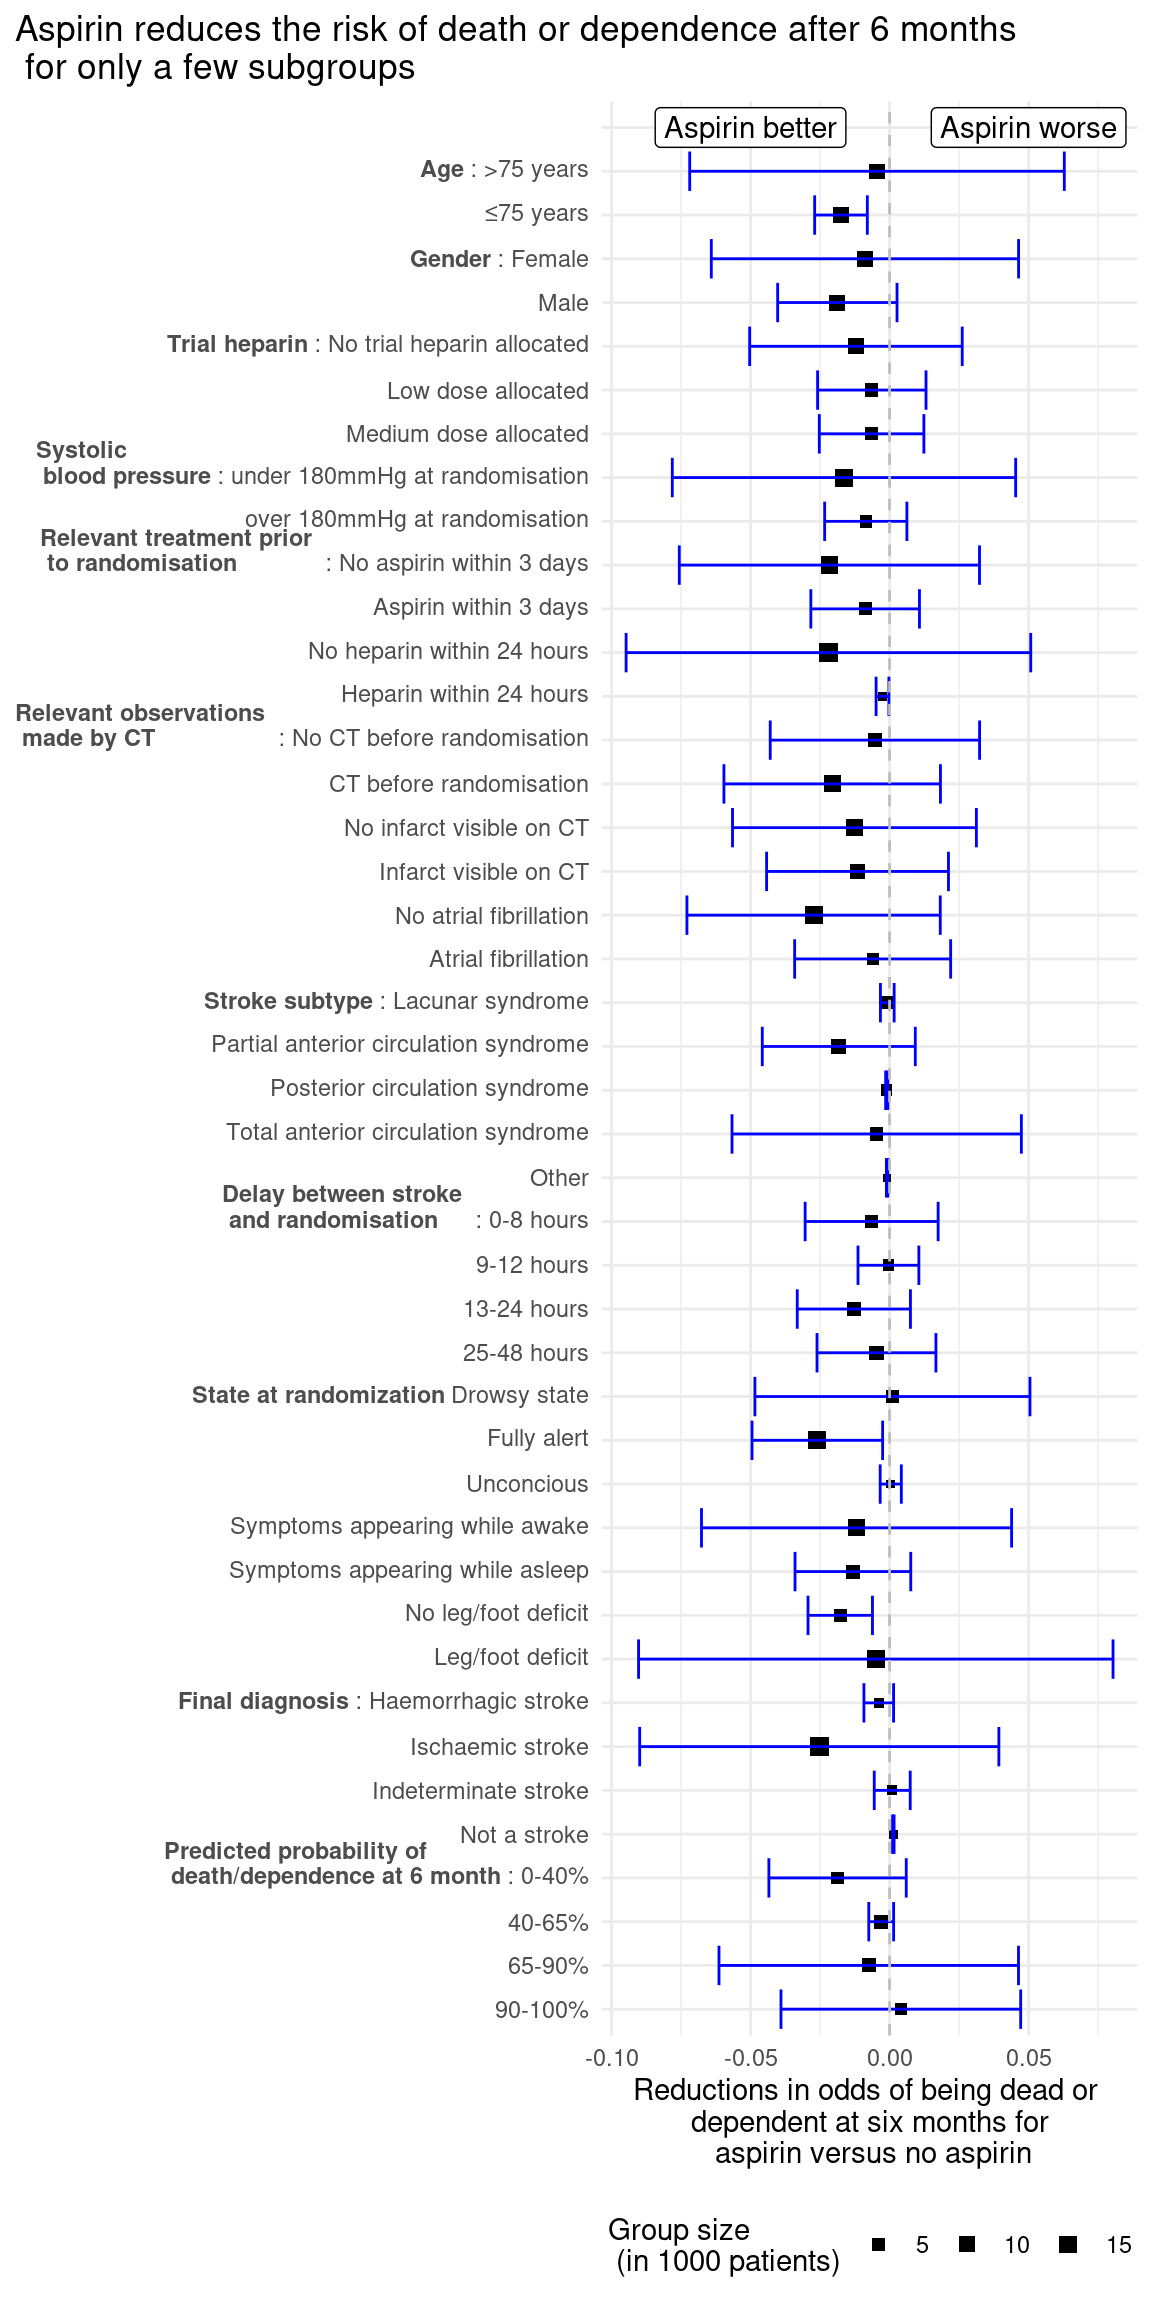 Aspirin reduces the risk of death or dependence after 6 months
for only a few subgroups
Aspirin better
Aspirin worse
Age : >75 years
≤75 years
Gender : Female
Male
Trial heparin : No trial heparin allocated
Low dose allocated
Medium dose allocated
Systolic
blood pressure : under 180mmHg at randomisation
over 180mmHg at randomisation
Relevant treatment prior
to randomisation : No aspirin within 3 days
Aspirin within 3 days
No heparin within 24 hours
Heparin within 24 hours
Relevant observations
made by CT : No CT before randomisation
CT before randomisation
No infarct visible on CT
Infarct visible on CT
No atrial fibrillation
Atrial fibrillation
Stroke subtype : Lacunar syndrome
Partial anterior circulation syndrome
Posterior circulation syndrome
Total anterior circulation syndrome
Other
Delay between stroke
and randomisation : 0-8 hours
9-12 hours
13-24 hours
25-48 hours
State at randomization Drowsy state
Fully alert
Unconcious
Symptoms appearing while awake
Symptoms appearing while asleep
No leg/foot deficit
Leg/foot deficit
Final diagnosis : Haemorrhagic stroke
Ischaemic stroke
Indeterminate stroke
Not a stroke
Predicted probability of
death/dependence at 6 month : 0-40%
40-65%
65-90%
90-100%
-0.10 -0.05 0.00 0.05
Reductions in odds of being dead or
dependent at six months for
aspirin versus no aspirin
Group size
(in 1000 patients)
5 10 15